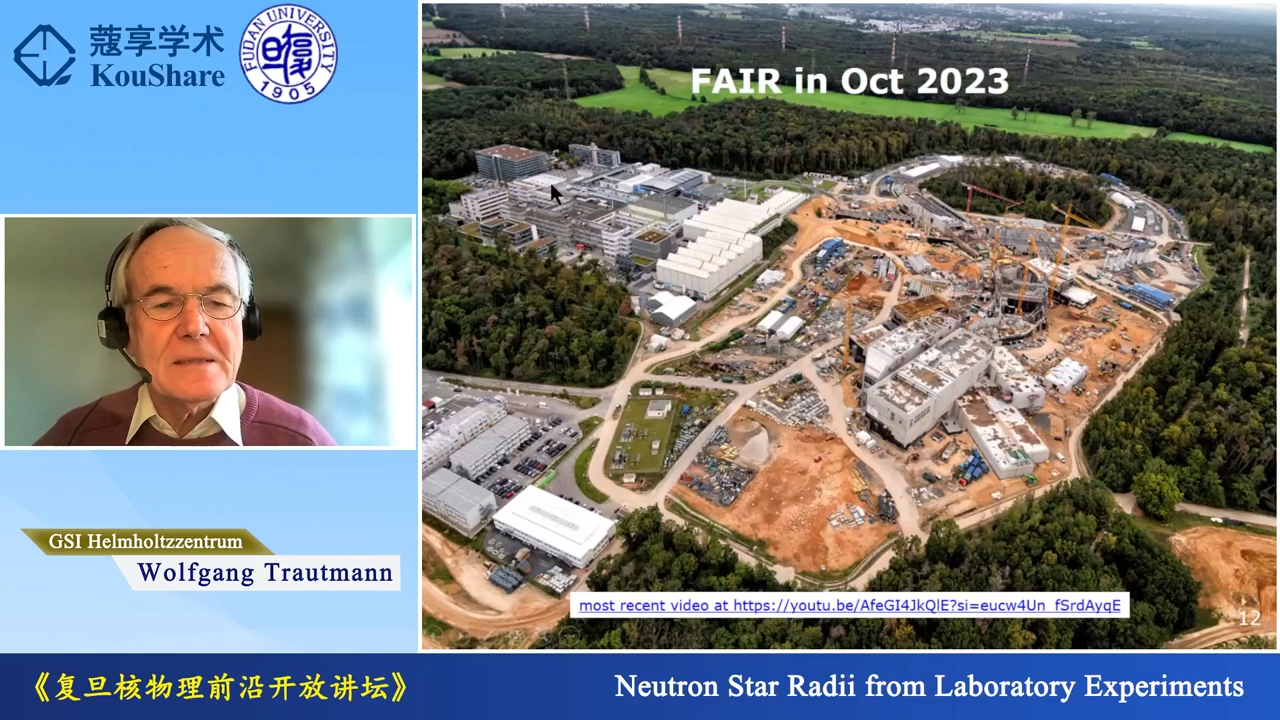 蔻享学术
KouShare
FUDAN UNIVERSITY
1905
FAIR in Oct 2023
GSI Helmholtzzentrum
Wolfgang Trautmann
most recent video at https://youtu.be/AfeGI4JkQlE?si=eucw4Un_fSrdAyqE
12
《复旦核物理前沿开放讲坛》
Neutron Star Radii from Laboratory Experiments